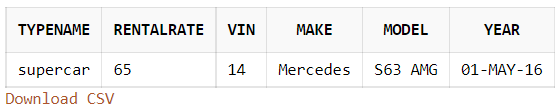 TYPENAME RENTALRATE VIN MAKE MODEL YEAR
supercar 65 14 Mercedes S63 AMG 01-MAY-16
Download CSV